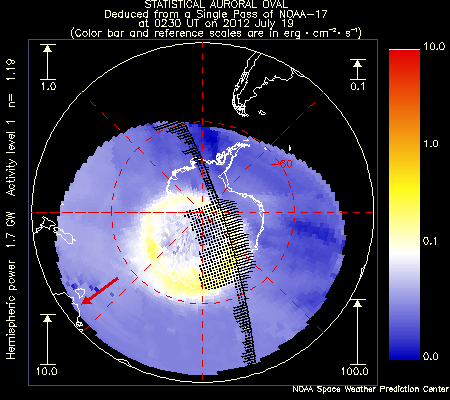 STATISTICAL AURORAL OVAL
Deduced from a Single Pass of NOAA-17
at 0230 UT on 2012 July 19
(Color bar and reference scales are in erg · cm⁻² · s⁻¹)
1.0
0.1
10.0
1.0
0.1
0.0
-60
Hemispheric power 1.7 GW Activity level 1 n= 1.19
10.0
100.0
NOAA Space Weather Prediction Center